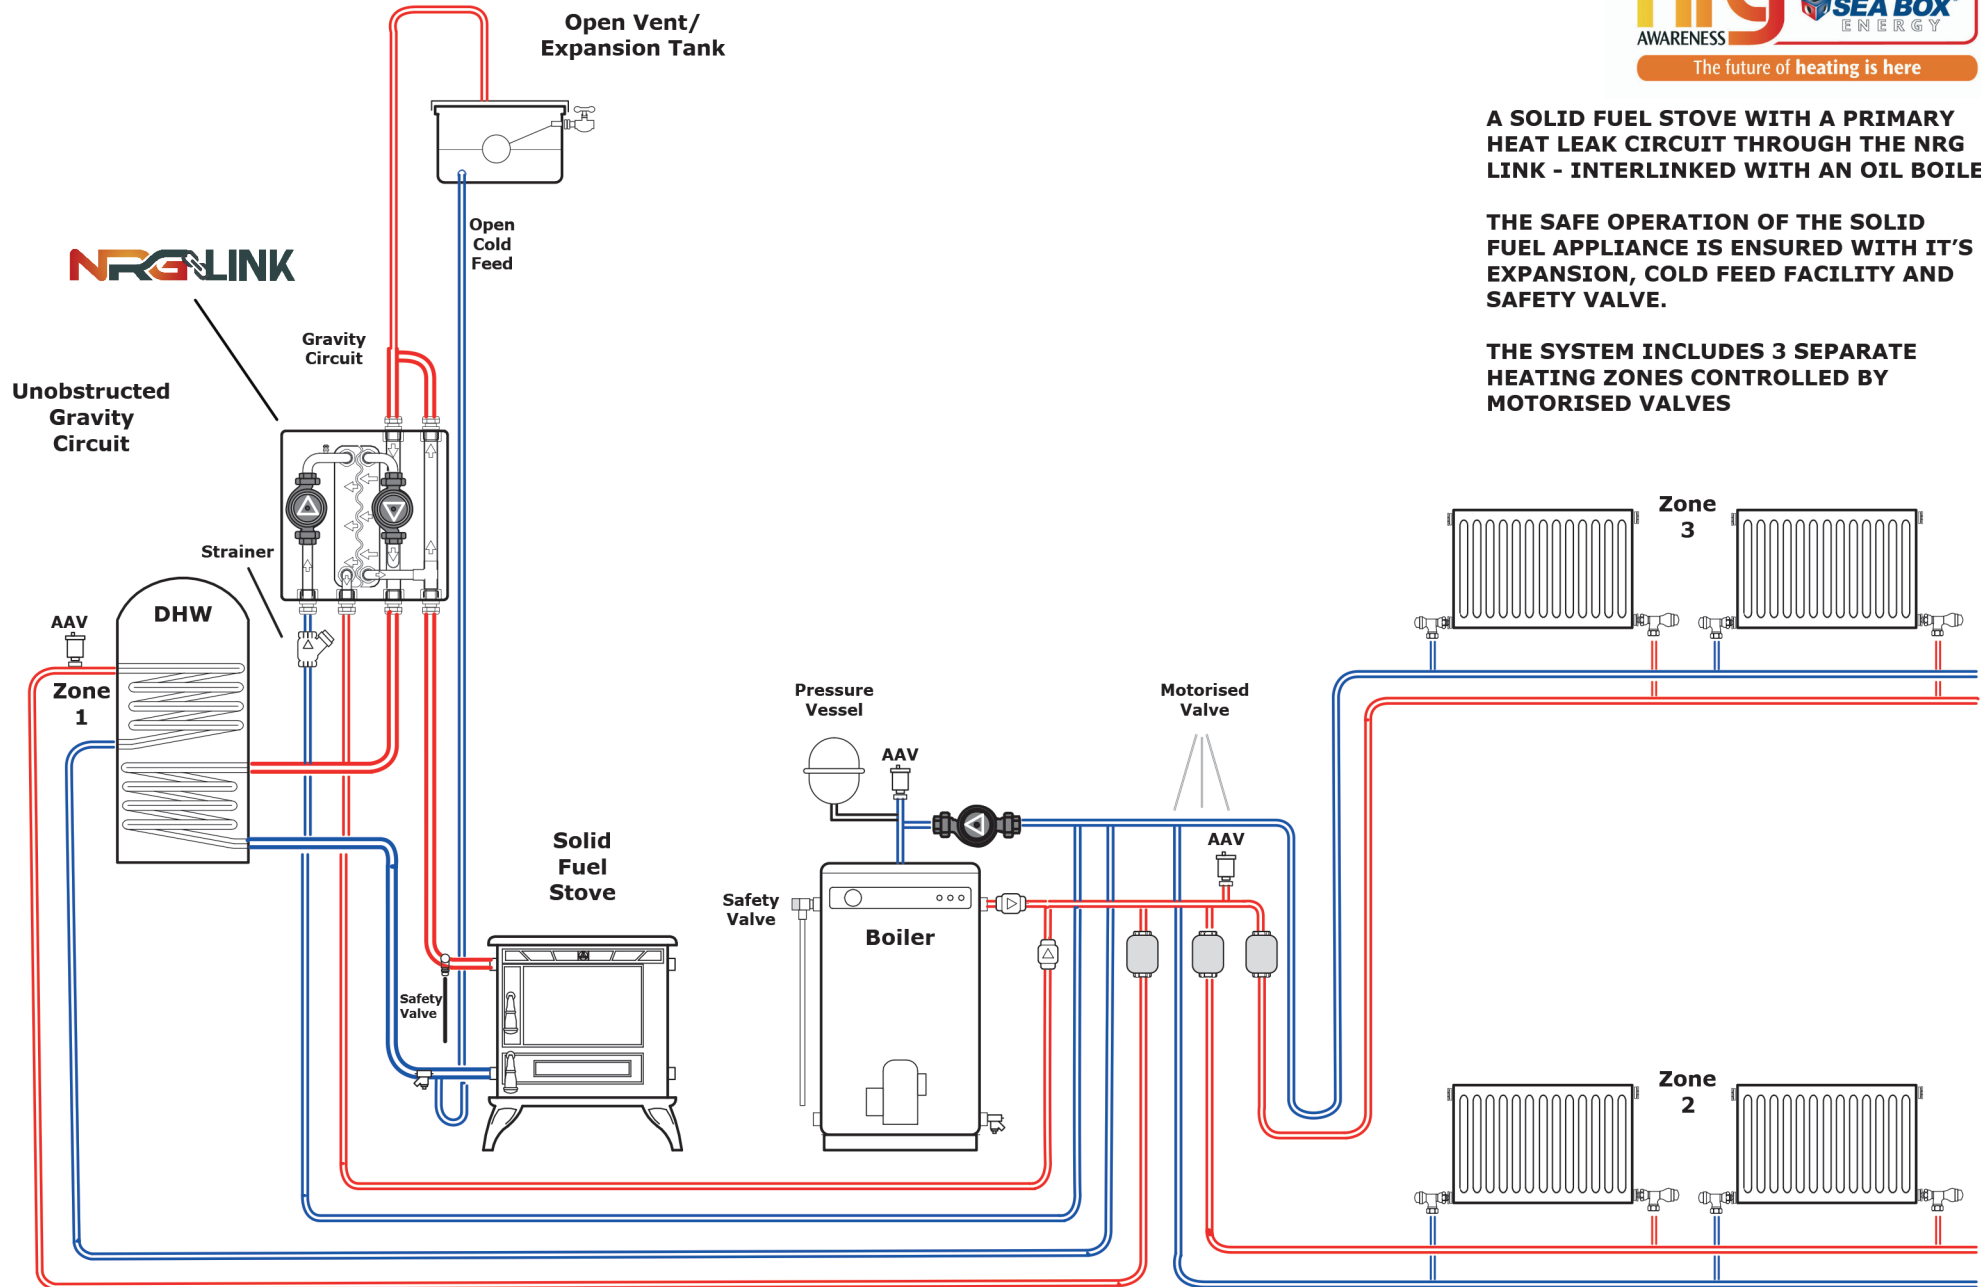 Open Vent/
Expansion Tank
AWARENESS
SEA BOX
ENERGY
The future of heating is here
A SOLID FUEL STOVE WITH A PRIMARY
HEAT LEAK CIRCUIT THROUGH THE NRG
LINK - INTERLINKED WITH AN OIL BOILE
THE SAFE OPERATION OF THE SOLID
FUEL APPLIANCE IS ENSURED WITH IT'S
EXPANSION, COLD FEED FACILITY AND
SAFETY VALVE.
THE SYSTEM INCLUDES 3 SEPARATE
HEATING ZONES CONTROLLED BY
MOTORISED VALVES
Open
Cold
Feed
NRG LINK
Gravity
Circuit
Unobstructed
Gravity
Circuit
Strainer
DHW
AAV
Zone
1
Zone
3
Pressure
Vessel
AAV
Motorised
Valve
AAV
Solid
Fuel
Stove
Safety
Valve
Boiler
Safety
Valve
Zone
2